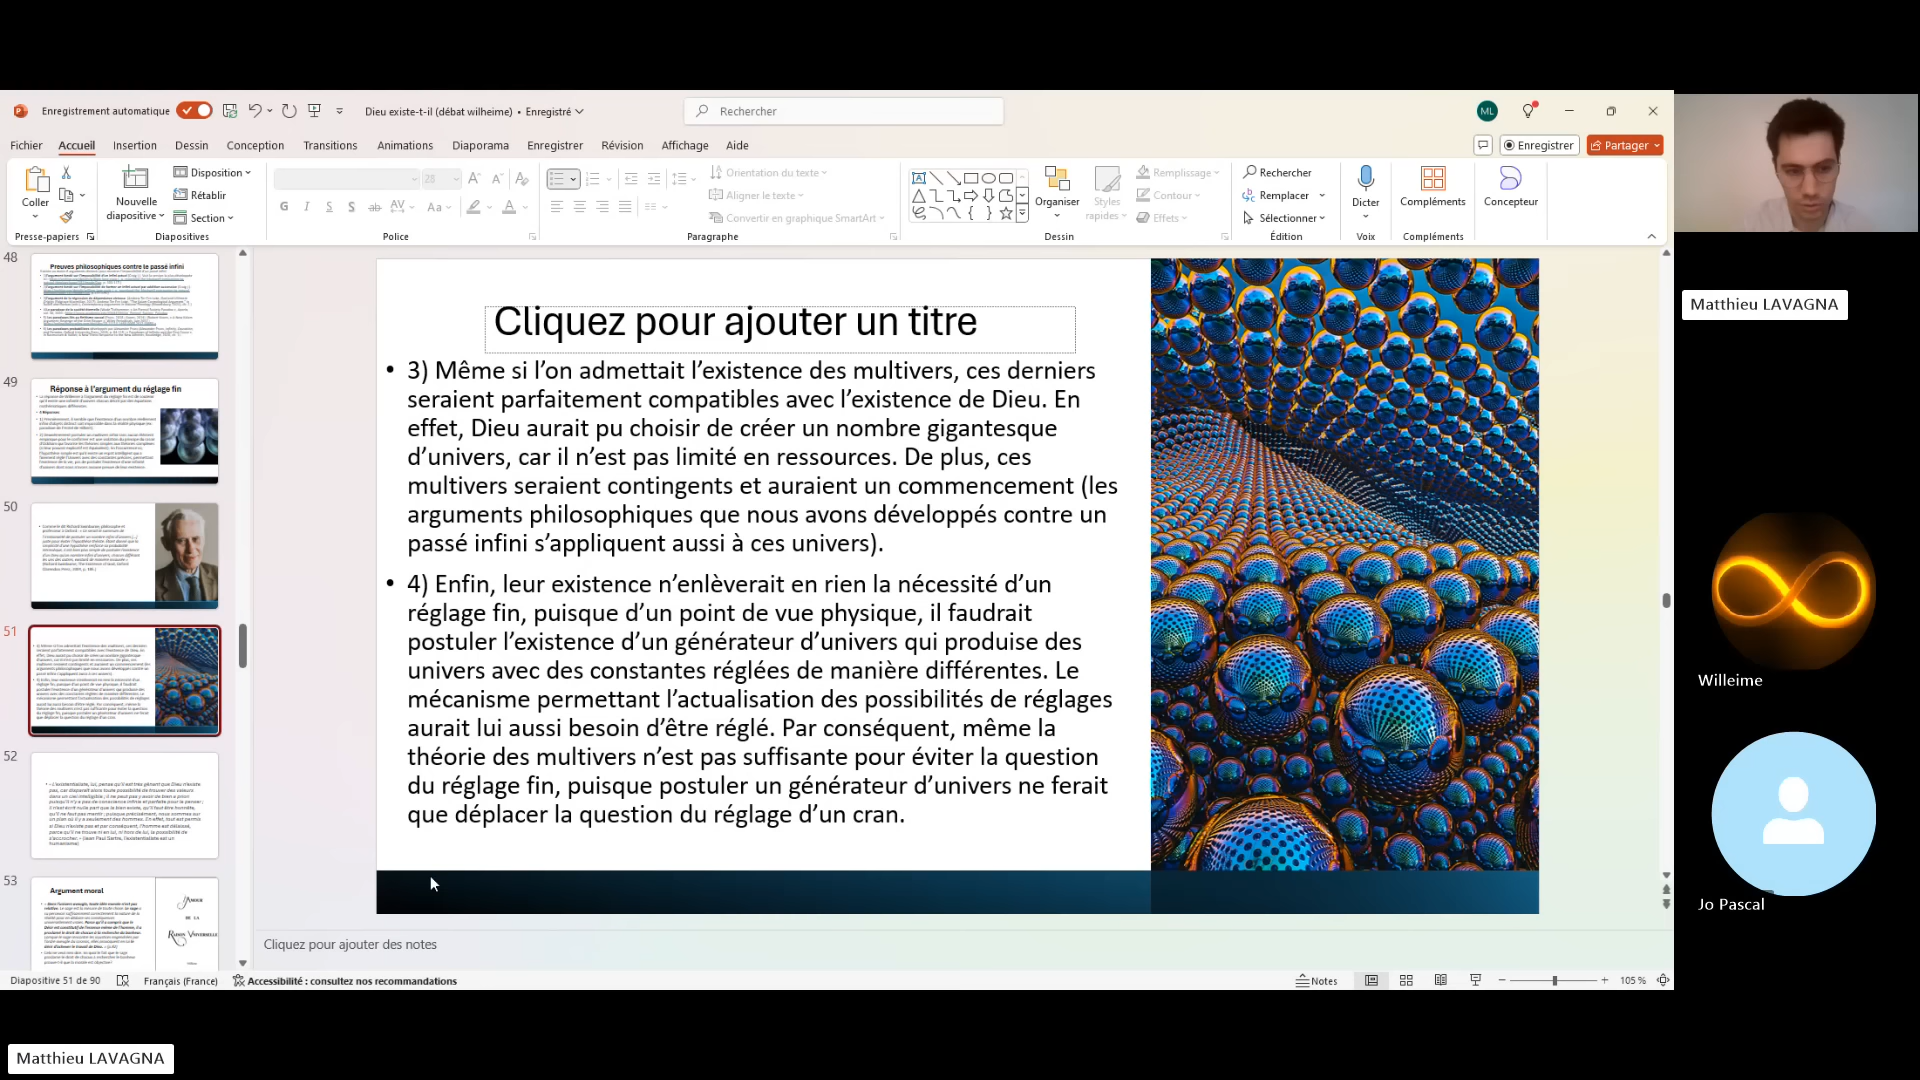 Enregistrement automatique
Dieu existe-t-il (débat wilheime) • Enregistré
Rechercher
ML
Fichier Accueil Insertion Dessin Conception Transitions Animations Diaporama Enregistrer Révision Affichage Aide
Enregistrer
Partager
Coller
Nouvelle diapositive
Disposition
Rétablir
Section
28
G I S S ab AV Aa A
Orientation du texte
Aligner le texte
Convertir en graphique SmartArt
Organiser
Styles rapides
Remplissage
Contour
Effets
Rechercher
Remplacer
Sélectionner
Dicter
Compléments
Concepteur
Presse-papiers Diapositives Police Paragraphe Dessin Édition Voix Compléments
48
Preuves philosophiques contre le passé infini
49
Réponse à l'argument du réglage fin
50
51
52
53
Argument moral
Cliquez pour ajouter un titre
• 3) Même si l’on admettait l’existence des multivers, ces derniers
seraient parfaitement compatibles avec l’existence de Dieu. En
effet, Dieu aurait pu choisir de créer un nombre gigantesque
d’univers, car il n’est pas limité en ressources. De plus, ces
multivers seraient contingents et auraient un commencement (les
arguments philosophiques que nous avons développés contre un
passé infini s’appliquent aussi à ces univers).
• 4) Enfin, leur existence n’enlèverait en rien la nécessité d’un
réglage fin, puisque d’un point de vue physique, il faudrait
postuler l’existence d’un générateur d’univers qui produise des
univers avec des constantes réglées de manière différentes. Le
mécanisme permettant l’actualisation des possibilités de réglages
aurait lui aussi besoin d’être réglé. Par conséquent, même la
théorie des multivers n’est pas suffisante pour éviter la question
du réglage fin, puisque postuler un générateur d’univers ne ferait
que déplacer la question du réglage d’un cran.
Cliquez pour ajouter des notes
Diapositive 51 de 90
Français (France)
Accessibilité : consultez nos recommandations
Notes
105 %
Matthieu LAVAGNA
Willeime
Jo Pascal
Matthieu LAVAGNA